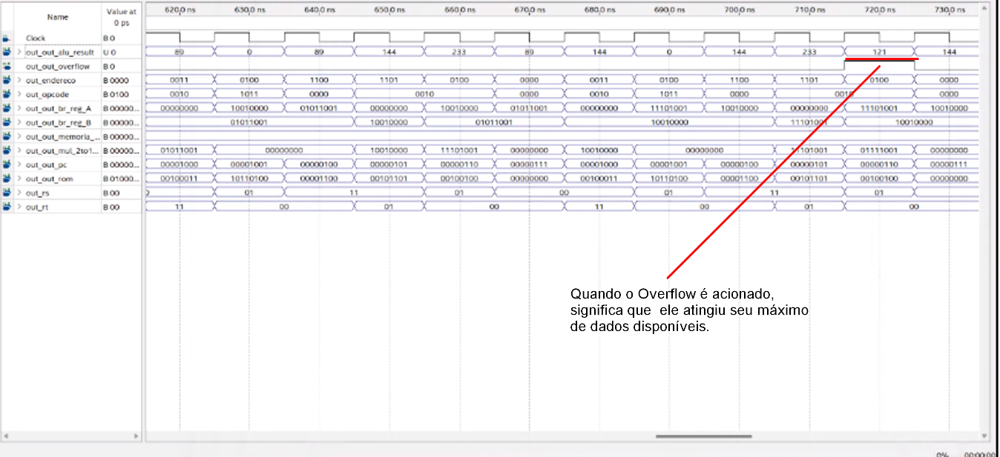 Name Value at 0 ps 620,0 ns 630,0 ns 640,0 ns 650,0 ns 660,0 ns 670,0 ns 680,0 ns 690,0 ns 700,0 ns 710,0 ns 720,0 ns 730,0 ns
Clock B 0
out_out_alu_result U 0 89 0 89 144 233 89 144 0 144 233 121 144
out_out_overflow B 0
out_endereco B 0000 0011 0100 1100 1101 0100 0000 0011 0100 1100 1101 0100 0000
out_opcode B 0100 0010 1011 0000 0010 0000 0010 1011 0000 0010 0000
out_out_br_reg_A B 00000... 00000000 10010000 01011001 00000000 10010000 01011001 00000000 11101001 10010000 00000000 11101001 10010000
out_out_br_reg_B B 00000... 01011001 10010000 01011001 10010000 11101001 10010000
out_out_memoria_... B 00000...
out_out_mul_2to1... B 00000... 01011001 00000000 10010000 11101001 00000000 10010000 00000000 11101001 01111001 00000000
out_out_pc B 00000... 00001000 00001001 00000100 00000101 00000110 00000111 00001000 00001001 00000100 00000101 00000110 00000111
out_out_rom B 01000... 00100011 10110100 00001100 00101101 00100100 00000000 00100011 10110100 00001100 00101101 00100100 00000000
out_rs B 00 01 11 01 00 01 11 01
out_rt B 00 11 00 01 00 11 00 01 00
Quando o Overflow é acionado,
significa que ele atingiu seu máximo
de dados disponíveis.